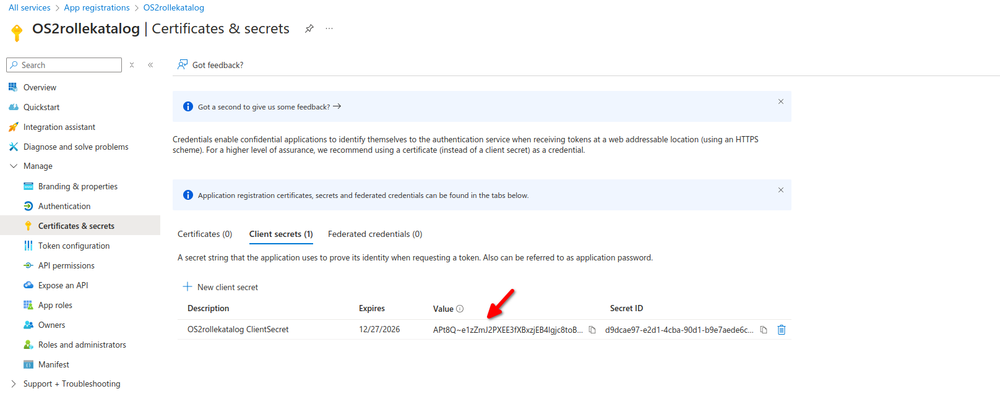 All services > App registrations > OS2rollekatalog
OS2rollekatalog | Certificates & secrets
Search
Got feedback?
Overview
Quickstart
Integration assistant
Diagnose and solve problems
Manage
Branding & properties
Authentication
Certificates & secrets
Token configuration
API permissions
Expose an API
App roles
Owners
Roles and administrators
Manifest
Support + Troubleshooting
Got a second to give us some feedback? →
Credentials enable confidential applications to identify themselves to the authentication service when receiving tokens at a web addressable location (using an HTTPS
scheme). For a higher level of assurance, we recommend using a certificate (instead of a client secret) as a credential.
Application registration certificates, secrets and federated credentials can be found in the tabs below.
Certificates (0) Client secrets (1) Federated credentials (0)
A secret string that the application uses to prove its identity when requesting a token. Also can be referred to as application password.
New client secret
Description Expires Value Secret ID
OS2rollekatalog ClientSecret 12/27/2026 APt8Q~e1zZmJ2PXEE3fXBxzjEB4lgjc8toB... d9dcae97-e2d1-4cba-90d1-b9e7aede6c...